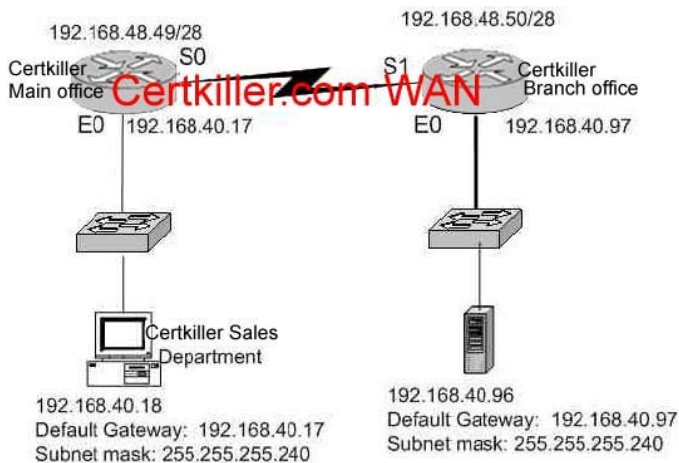 192.168.48.49/28
S0
Certkiller
Main office
E0 192.168.40.17
Certkiller.com WAN
192.168.48.50/28
S1
Certkiller
Branch office
E0 192.168.40.97
Certkiller Sales
Department
192.168.40.18
Default Gateway: 192.168.40.17
Subnet mask: 255.255.255.240
192.168.40.96
Default Gateway: 192.168.40.97
Subnet mask: 255.255.255.240